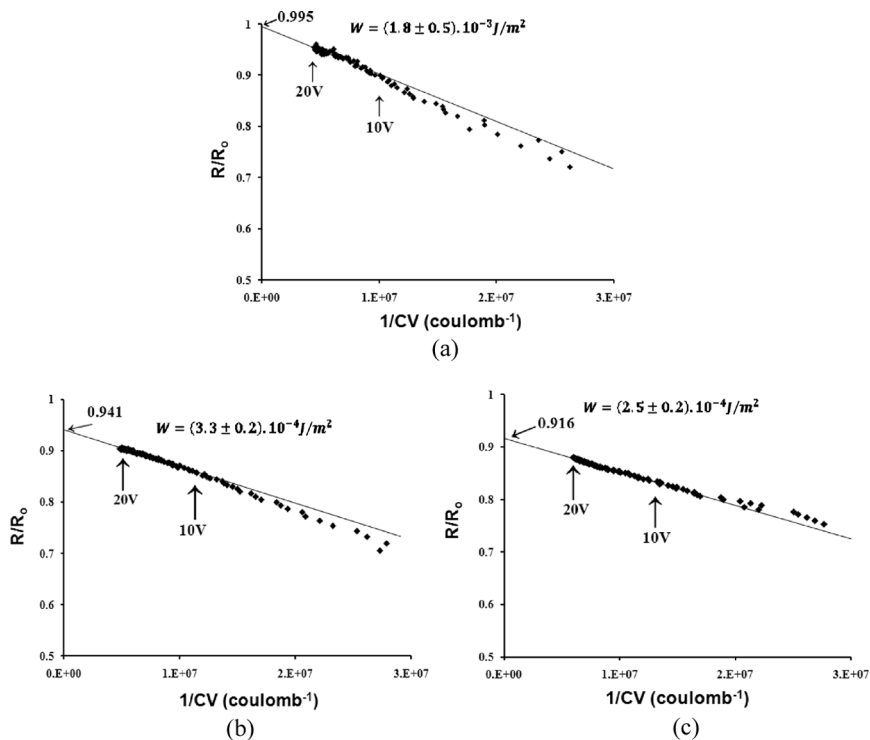 0.995
W = (1.8 ± 0.5). 10⁻³J/m²
1
0.9
0.8
0.7
0.6
0.5
R/Rₒ
20V
10V
0.E+00
1.E+07
2.E+07
3.E+07
1/CV (coulomb⁻¹)
(a)
0.941
W = (3.3 ± 0.2). 10⁻⁴J/m²
1
0.9
0.8
0.7
0.6
0.5
R/Rₒ
20V
10V
0.E+00
1.E+07
2.E+07
3.E+07
1/CV (coulomb⁻¹)
(b)
W = (2.5 ± 0.2). 10⁻⁴J/m²
0.916
1
0.9
0.8
0.7
0.6
0.5
R/Rₒ
20V
10V
0.E+00
1.E+07
2.E+07
3.E+07
1/CV (coulomb⁻¹)
(c)